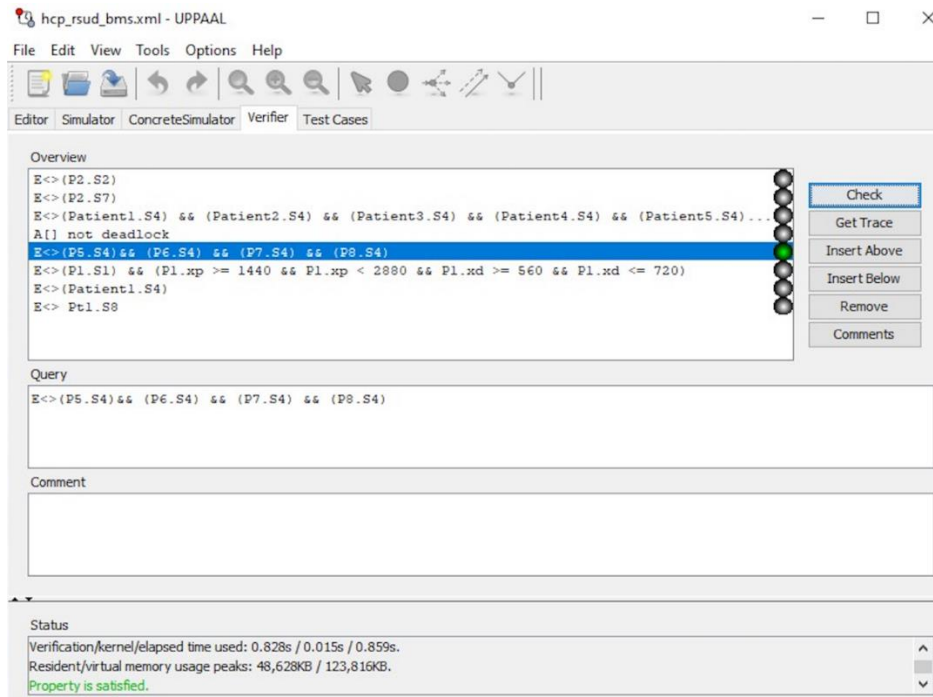 hcp_rsud_bms.xml - UPPAAL
File Edit View Tools Options Help
Editor Simulator ConcreteSimulator Verifier Test Cases
Overview
E<>(P2.S2)
E<>(P2.S7)
E<>(Patient1.S4) && (Patient2.S4) && (Patient3.S4) && (Patient4.S4) && (Patient5.S4)...
A[] not deadlock
E<>(P5.S4)&& (P6.S4) && (P7.S4) && (P8.S4)
E<>(P1.S1) && (P1.xp >= 1440 && P1.xp < 2880 && P1.xd >= 560 && P1.xd <= 720)
E<>(Patient1.S4)
E<> Pt1.S8
Check
Get Trace
Insert Above
Insert Below
Remove
Comments
Query
E<>(P5.S4)&& (P6.S4) && (P7.S4) && (P8.S4)
Comment
Status
Verification/kernel/elapsed time used: 0.828s / 0.015s / 0.859s.
Resident/virtual memory usage peaks: 48,628KB / 123,816KB.
Property is satisfied.